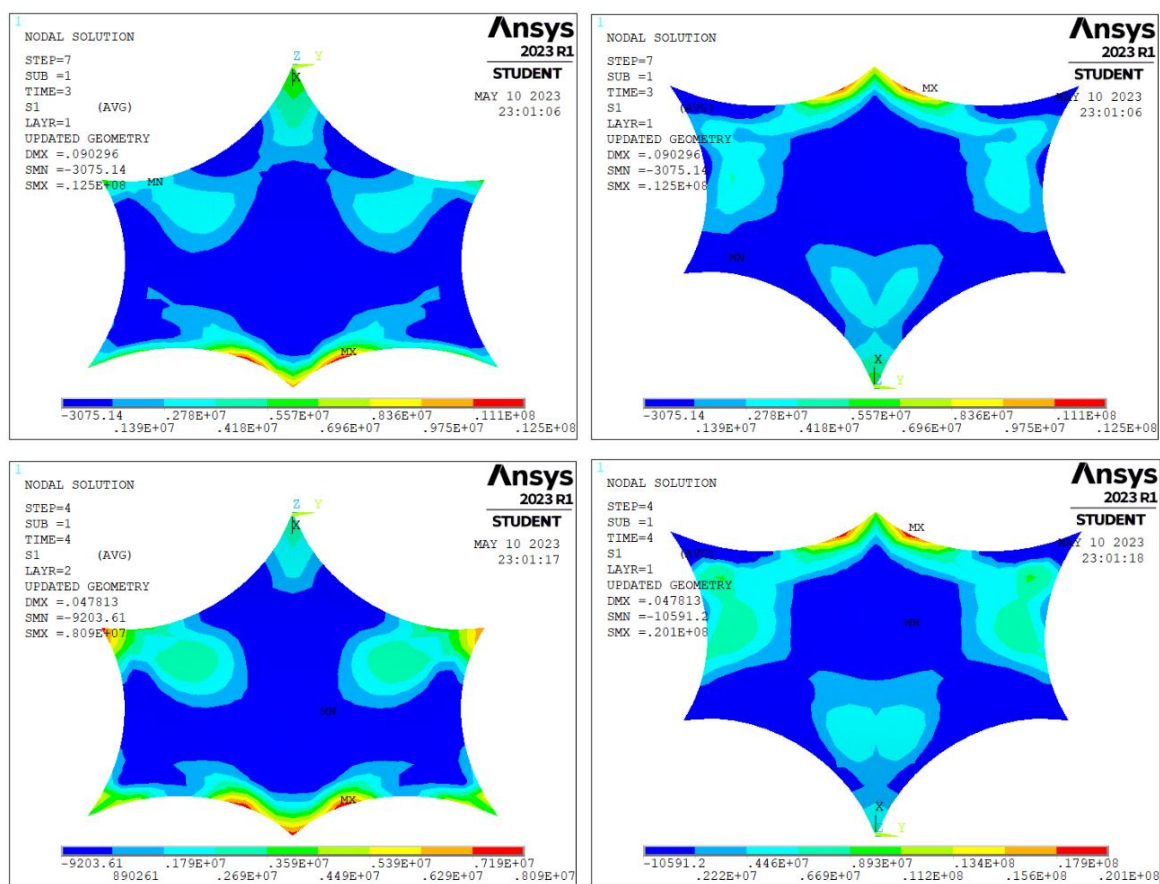 1
NODAL SOLUTION
STEP=7
SUB =1
TIME=3
S1 (AVG)
LAYR=1
UPDATED GEOMETRY
DMX =.090296
SMN =-3075.14
SMX =.125E+08
Ansys
2023 R1
STUDENT
MAY 10 2023
23:01:06
Z Y
X
MN
MX
-3075.14 .278E+07 .557E+07 .836E+07 .111E+08
.139E+07 .418E+07 .696E+07 .975E+07 .125E+08
1
NODAL SOLUTION
STEP=7
SUB =1
TIME=3
S1 (AVG)
LAYR=1
UPDATED GEOMETRY
DMX =.090296
SMN =-3075.14
SMX =.125E+08
Ansys
2023 R1
STUDENT
MAY 10 2023
23:01:06
MX
MN
X
Z Y
-3075.14 .278E+07 .557E+07 .836E+07 .111E+08
.139E+07 .418E+07 .696E+07 .975E+07 .125E+08
1
NODAL SOLUTION
STEP=4
SUB =1
TIME=4
S1 (AVG)
LAYR=2
UPDATED GEOMETRY
DMX =.047813
SMN =-9203.61
SMX =.809E+07
Ansys
2023 R1
STUDENT
MAY 10 2023
23:01:17
Z Y
X
MN
MX
-9203.61 .179E+07 .359E+07 .539E+07 .719E+07
890261 .269E+07 .449E+07 .629E+07 .809E+07
1
NODAL SOLUTION
STEP=4
SUB =1
TIME=4
S1 (AVG)
LAYR=1
UPDATED GEOMETRY
DMX =.047813
SMN =-10591.2
SMX =.201E+08
Ansys
2023 R1
STUDENT
MAY 10 2023
23:01:18
MX
MN
X
Z Y
-10591.2 .446E+07 .893E+07 .134E+08 .179E+08
.222E+07 .669E+07 .112E+08 .156E+08 .201E+08